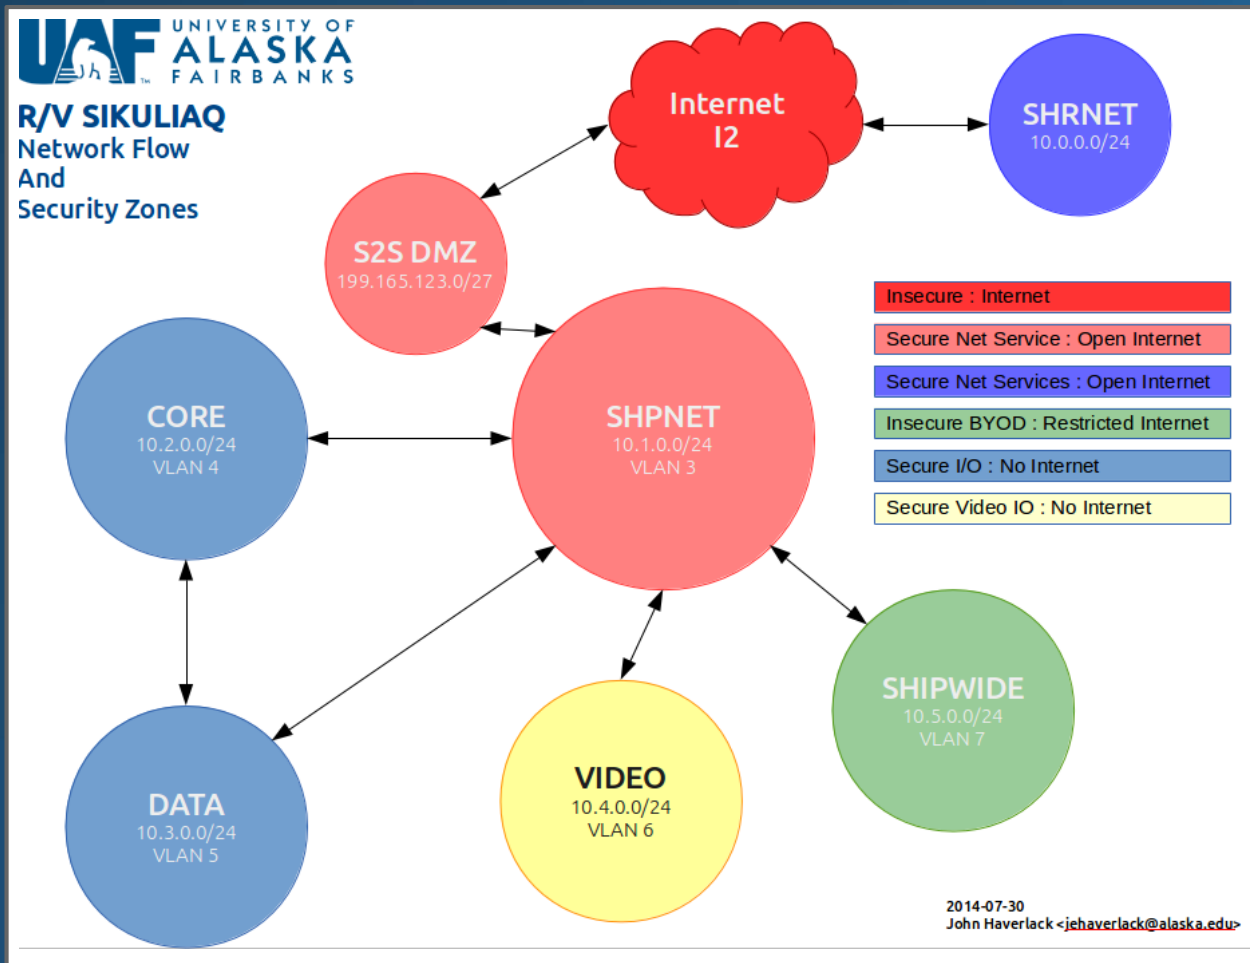 UAF
UNIVERSITY OF
ALASKA
FAIRBANKS
TM
R/V SIKULIAQ
Network Flow
And
Security Zones
Internet
I2
SHRNET
10.0.0.0/24
S2S DMZ
199.165.123.0/27
Insecure : Internet
Secure Net Service : Open Internet
Secure Net Services : Open Internet
Insecure BYOD : Restricted Internet
Secure I/O : No Internet
Secure Video IO : No Internet
CORE
10.2.0.0/24
VLAN 4
SHPNET
10.1.0.0/24
VLAN 3
SHIPWIDE
10.5.0.0/24
VLAN 7
DATA
10.3.0.0/24
VLAN 5
VIDEO
10.4.0.0/24
VLAN 6
2014-07-30
John Haverlack <jehaverlack@alaska.edu>